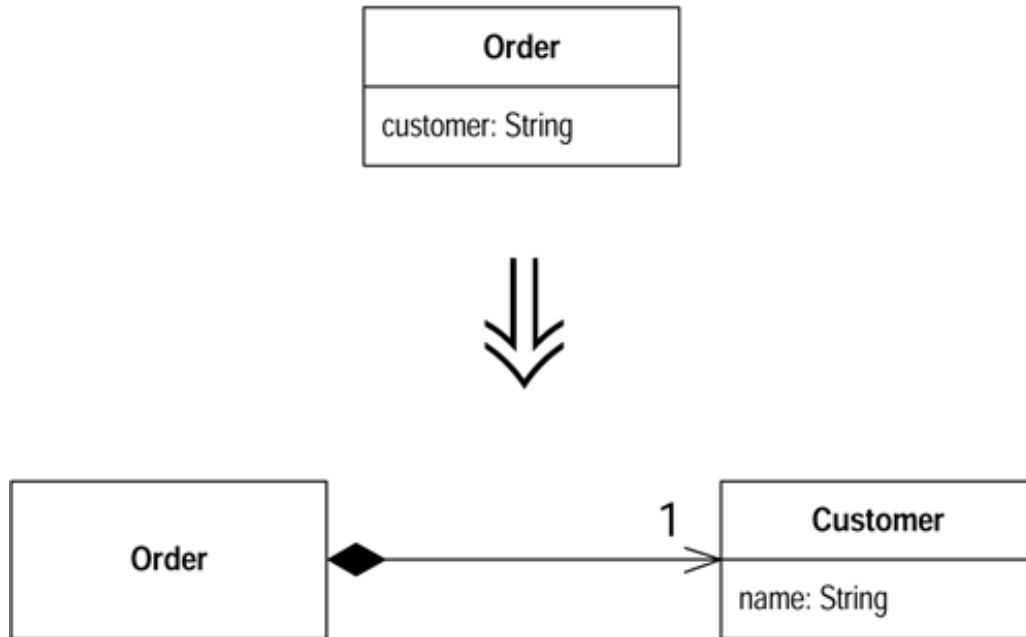 Order
customer: String
Order
1
Customer
name: String